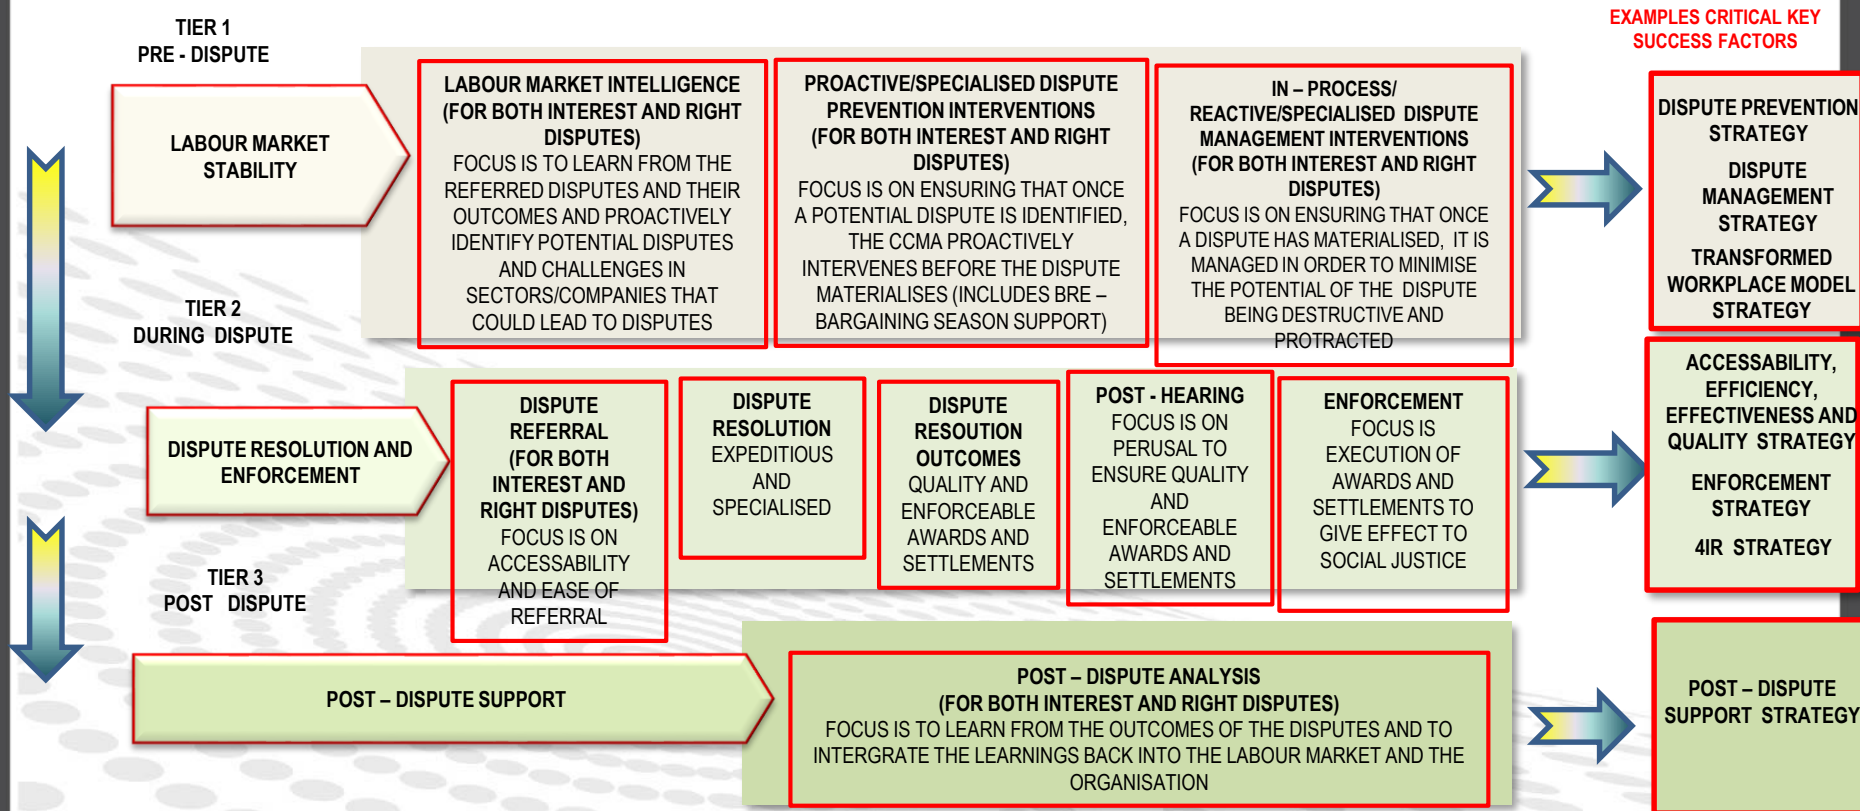 TIER 1
PRE - DISPUTE
EXAMPLES CRITICAL KEY
SUCCESS FACTORS
LABOUR MARKET
STABILITY
LABOUR MARKET INTELLIGENCE
(FOR BOTH INTEREST AND RIGHT
DISPUTES)
FOCUS IS TO LEARN FROM THE
REFERRED DISPUTES AND THEIR
OUTCOMES AND PROACTIVELY
IDENTIFY POTENTIAL DISPUTES
AND CHALLENGES IN
SECTORS/COMPANIES THAT
COULD LEAD TO DISPUTES
PROACTIVE/SPECIALISED DISPUTE
PREVENTION INTERVENTIONS
(FOR BOTH INTEREST AND RIGHT
DISPUTES)
FOCUS IS ON ENSURING THAT ONCE
A POTENTIAL DISPUTE IS IDENTIFIED,
THE CCMA PROACTIVELY
INTERVENES BEFORE THE DISPUTE
MATERIALISES (INCLUDES BRE –
BARGAINING SEASON SUPPORT)
IN – PROCESS/
REACTIVE/SPECIALISED DISPUTE
MANAGEMENT INTERVENTIONS
(FOR BOTH INTEREST AND RIGHT
DISPUTES)
FOCUS IS ON ENSURING THAT ONCE
A DISPUTE HAS MATERIALISED, IT IS
MANAGED IN ORDER TO MINIMISE
THE POTENTIAL OF THE DISPUTE
BEING DESTRUCTIVE AND
PROTRACTED
DISPUTE PREVENTION
STRATEGY
DISPUTE
MANAGEMENT
STRATEGY
TRANSFORMED
WORKPLACE MODEL
STRATEGY
TIER 2
DURING DISPUTE
DISPUTE RESOLUTION AND
ENFORCEMENT
DISPUTE
REFERRAL
(FOR BOTH
INTEREST AND
RIGHT DISPUTES)
FOCUS IS ON
ACCESSABILITY
AND EASE OF
REFERRAL
DISPUTE
RESOLUTION
EXPEDITIOUS
AND
SPECIALISED
DISPUTE
RESOUTION
OUTCOMES
QUALITY AND
ENFORCEABLE
AWARDS AND
SETTLEMENTS
POST - HEARING
FOCUS IS ON
PERUSAL TO
ENSURE QUALITY
AND
ENFORCEABLE
AWARDS AND
SETTLEMENTS
ENFORCEMENT
FOCUS IS
EXECUTION OF
AWARDS AND
SETTLEMENTS TO
GIVE EFFECT TO
SOCIAL JUSTICE
ACCESSABILITY,
EFFICIENCY,
EFFECTIVENESS AND
QUALITY STRATEGY
ENFORCEMENT
STRATEGY
4IR STRATEGY
TIER 3
POST DISPUTE
POST – DISPUTE SUPPORT
POST – DISPUTE ANALYSIS
(FOR BOTH INTEREST AND RIGHT DISPUTES)
FOCUS IS TO LEARN FROM THE OUTCOMES OF THE DISPUTES AND TO
INTERGRATE THE LEARNINGS BACK INTO THE LABOUR MARKET AND THE
ORGANISATION
POST – DISPUTE
SUPPORT STRATEGY